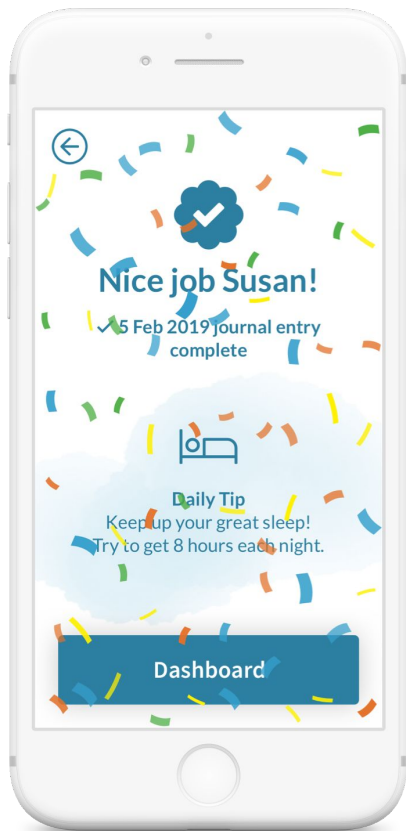 Nice job Susan!
5 Feb 2019 journal entry
complete
Daily Tip
Keep up your great sleep!
Try to get 8 hours each night.
Dashboard